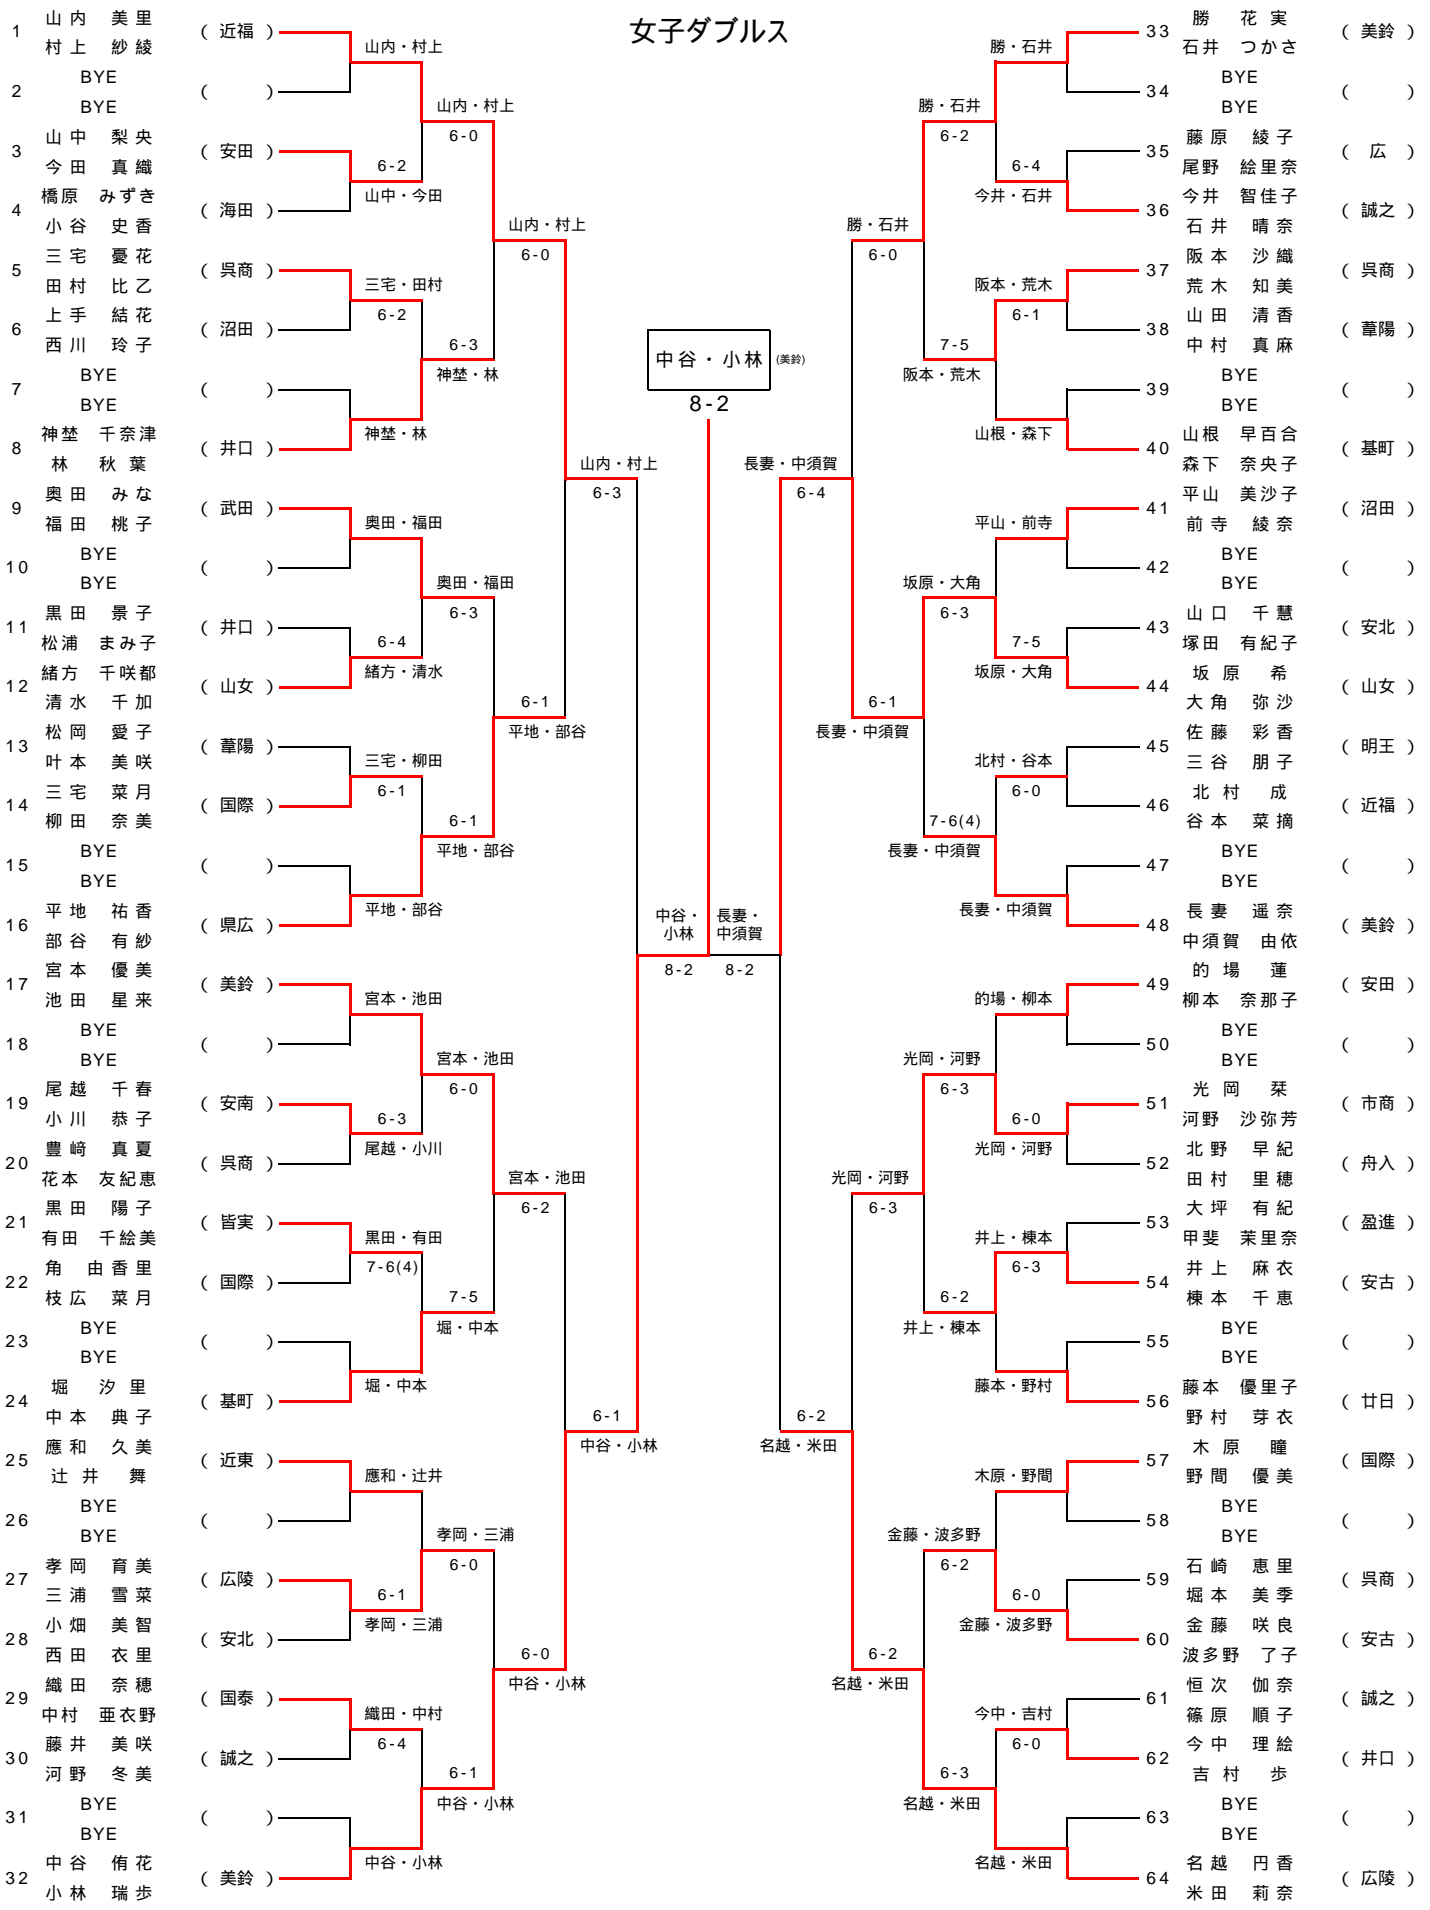 女子ダブルス
1 山内 美里 村上 紗綾 ( 近福 )
2 BYE BYE ( )
3 山中 梨央 今田 真織 ( 安田 )
4 橋原 みずき 小谷 史香 ( 海田 )
5 三宅 憂花 田村 比乙 ( 呉商 )
6 上手 結花 西川 玲子 ( 沼田 )
7 BYE BYE ( )
8 神埜 千奈津 林 秋葉 ( 井口 )
9 奥田 みな 福田 桃子 ( 武田 )
10 BYE BYE ( )
11 黒田 景子 松浦 まみ子 ( 井口 )
12 緒方 千咲都 清水 千加 ( 山女 )
13 松岡 愛子 叶本 美咲 ( 葦陽 )
14 三宅 菜月 柳田 奈美 ( 国際 )
15 BYE BYE ( )
16 平地 祐香 部谷 有紗 ( 県広 )
17 宮本 優美 池田 星来 ( 美鈴 )
18 BYE BYE ( )
19 尾越 千春 小川 恭子 ( 安南 )
20 豊﨑 真夏 花本 友紀恵 ( 呉商 )
21 黒田 陽子 有田 千絵美 ( 皆実 )
22 角 由香里 枝広 菜月 ( 国際 )
23 BYE BYE ( )
24 堀 汐里 中本 典子 ( 基町 )
25 應和 久美 辻井 舞 ( 近東 )
26 BYE BYE ( )
27 孝岡 育美 三浦 雪菜 ( 広陵 )
28 小畑 美智 西田 衣里 ( 安北 )
29 織田 奈穂 中村 亜衣野 ( 国泰 )
30 藤井 美咲 河野 冬美 ( 誠之 )
31 BYE BYE ( )
32 中谷 侑花 小林 瑞歩 ( 美鈴 )
山内・村上
山中・今田 6-2
三宅・田村 6-2
神埜・林
奥田・福田
緒方・清水 6-4
三宅・柳田 6-1
平地・部谷
宮本・池田
尾越・小川 6-3
黒田・有田 7-6(4)
堀・中本
應和・辻井
孝岡・三浦 6-1
織田・中村 6-4
中谷・小林
山内・村上 6-0
神埜・林 6-3
奥田・福田 6-3
平地・部谷 6-1
宮本・池田 6-0
堀・中本 7-5
孝岡・三浦 6-0
中谷・小林 6-1
山内・村上 6-0
平地・部谷 6-1
宮本・池田 6-2
中谷・小林 6-0
山内・村上 6-3
中谷・小林 6-1
中谷・小林 8-2
中谷・小林 (美鈴)
8-2
長妻・中須賀 8-2
長妻・中須賀 6-4
名越・米田 6-2
勝・石井 6-0
長妻・中須賀 6-1
光岡・河野 6-3
名越・米田 6-2
勝・石井 6-2
阪本・荒木 7-5
坂原・大角 6-3
長妻・中須賀 7-6(4)
光岡・河野 6-3
井上・棟本 6-2
金藤・波多野 6-2
名越・米田 6-3
勝・石井
今井・石井 6-4
阪本・荒木 6-1
山根・森下
平山・前寺
坂原・大角 7-5
北村・谷本 6-0
長妻・中須賀
的場・柳本
光岡・河野 6-0
井上・棟本 6-3
藤本・野村
木原・野間
金藤・波多野 6-0
今中・吉村 6-0
名越・米田
33 勝 花実 石井 つかさ ( 美鈴 )
34 BYE BYE ( )
35 藤原 綾子 尾野 絵里奈 ( 広 )
36 今井 智佳子 石井 晴奈 ( 誠之 )
37 阪本 沙織 荒木 知美 ( 呉商 )
38 山田 清香 中村 真麻 ( 葦陽 )
39 BYE BYE ( )
40 山根 早百合 森下 奈央子 ( 基町 )
41 平山 美沙子 前寺 綾奈 ( 沼田 )
42 BYE BYE ( )
43 山口 千慧 塚田 有紀子 ( 安北 )
44 坂原 希 大角 弥沙 ( 山女 )
45 佐藤 彩香 三谷 朋子 ( 明王 )
46 北村 成 谷本 菜摘 ( 近福 )
47 BYE BYE ( )
48 長妻 遥奈 中須賀 由依 ( 美鈴 )
49 的場 蓮 柳本 奈那子 ( 安田 )
50 BYE BYE ( )
51 光岡 栞 河野 沙弥芳 ( 市商 )
52 北野 早紀 田村 里穂 ( 舟入 )
53 大坪 有紀 甲斐 茉里奈 ( 盈進 )
54 井上 麻衣 棟本 千恵 ( 安古 )
55 BYE BYE ( )
56 藤本 優里子 野村 芽衣 ( 廿日 )
57 木原 瞳 野間 優美 ( 国際 )
58 BYE BYE ( )
59 石崎 恵里 堀本 美季 ( 呉商 )
60 金藤 咲良 波多野 了子 ( 安古 )
61 恒次 伽奈 篠原 順子 ( 誠之 )
62 今中 理絵 吉村 歩 ( 井口 )
63 BYE BYE ( )
64 名越 円香 米田 莉奈 ( 広陵 )